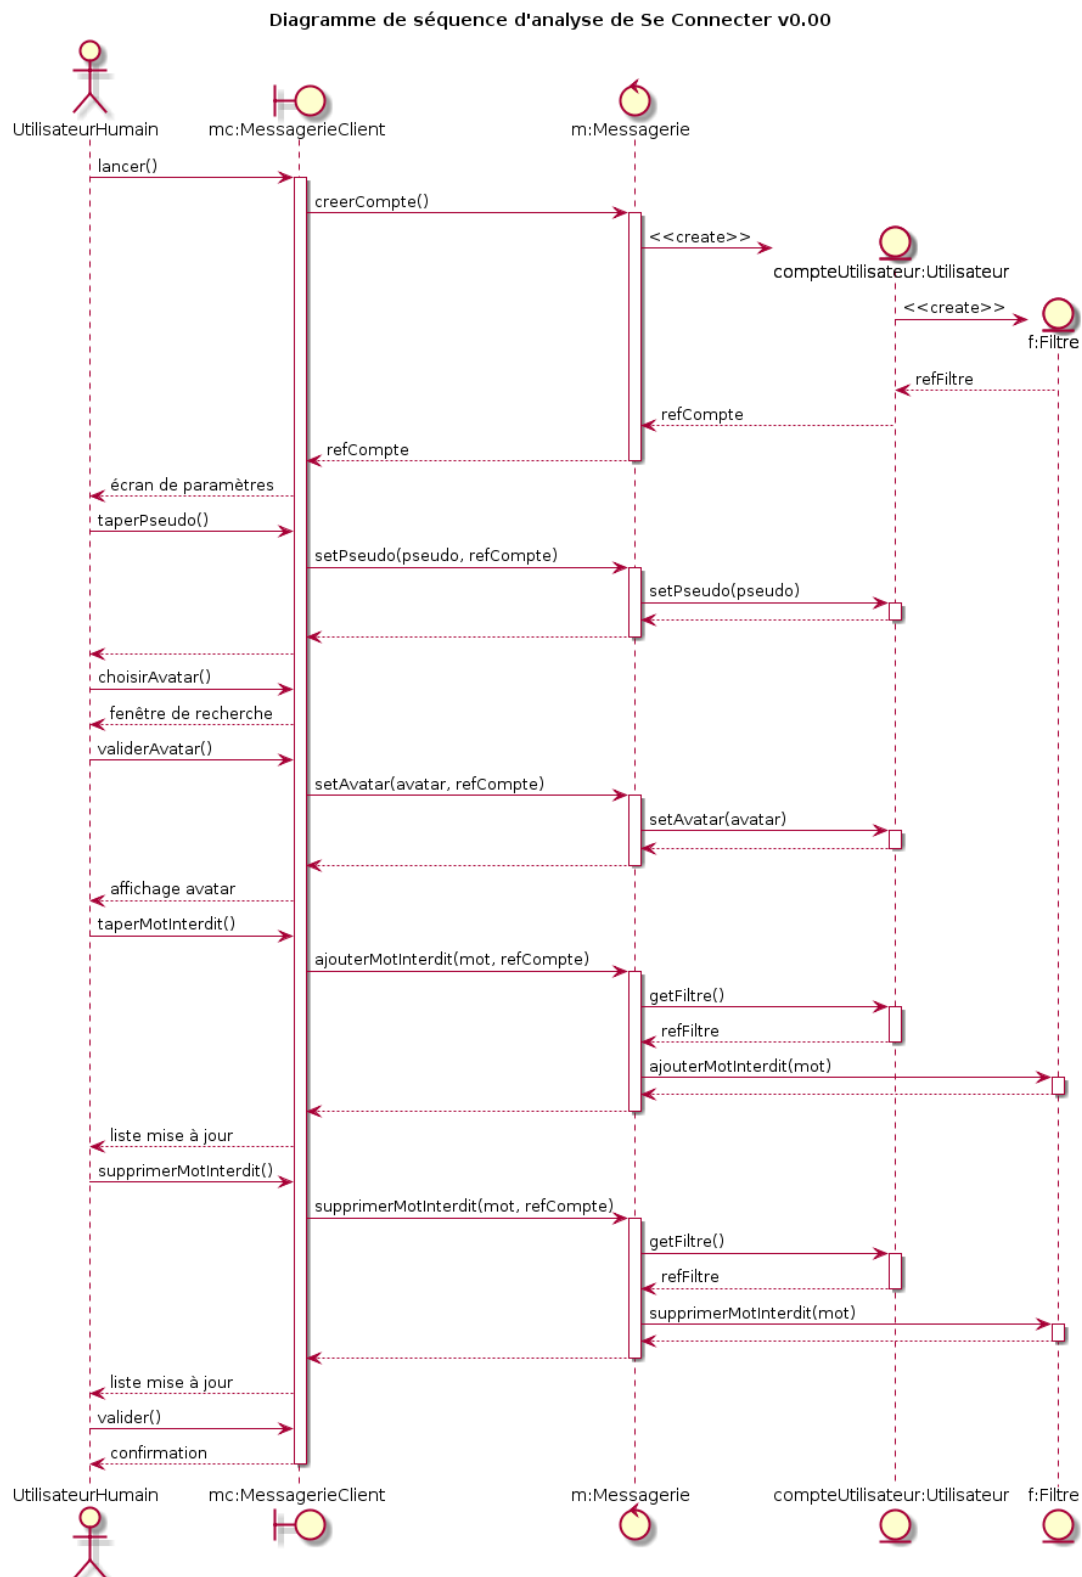 Diagramme de séquence d'analyse de Se Connecter v0.00
UtilisateurHumain
mc:MessagerieClient
m:Messagerie
lancer()
creerCompte()
<<create>>
compteUtilisateur:Utilisateur
<<create>>
f:Filtre
refFiltre
refCompte
refCompte
écran de paramètres
taperPseudo()
setPseudo(pseudo, refCompte)
setPseudo(pseudo)
choisirAvatar()
fenêtre de recherche
validerAvatar()
setAvatar(avatar, refCompte)
setAvatar(avatar)
affichage avatar
taperMotInterdit()
ajouterMotInterdit(mot, refCompte)
getFiltre()
refFiltre
ajouterMotInterdit(mot)
liste mise à jour
supprimerMotInterdit()
supprimerMotInterdit(mot, refCompte)
getFiltre()
refFiltre
supprimerMotInterdit(mot)
liste mise à jour
valider()
confirmation
UtilisateurHumain
mc:MessagerieClient
m:Messagerie
compteUtilisateur:Utilisateur
f:Filtre